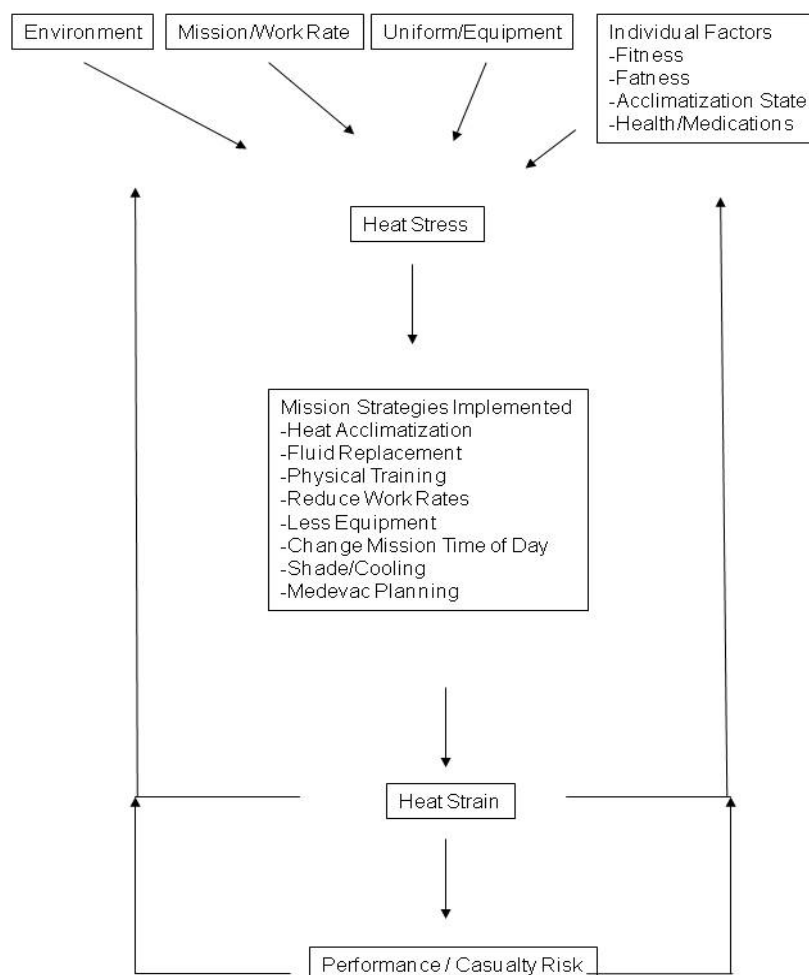 Environment
Mission/Work Rate
Uniform/Equipment
Individual Factors
-Fitness
-Fatness
-Acclimatization State
-Health/Medications
Heat Stress
Mission Strategies Implemented
-Heat Acclimatization
-Fluid Replacement
-Physical Training
-Reduce Work Rates
-Less Equipment
-Change Mission Time of Day
-Shade/Cooling
-Medevac Planning
Heat Strain
Performance / Casualty Risk